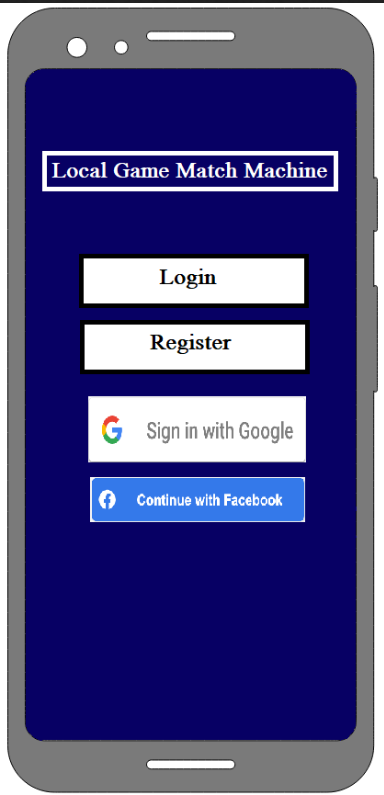 Local Game Match Machine
Login
Register
Sign in with Google
Continue with Facebook